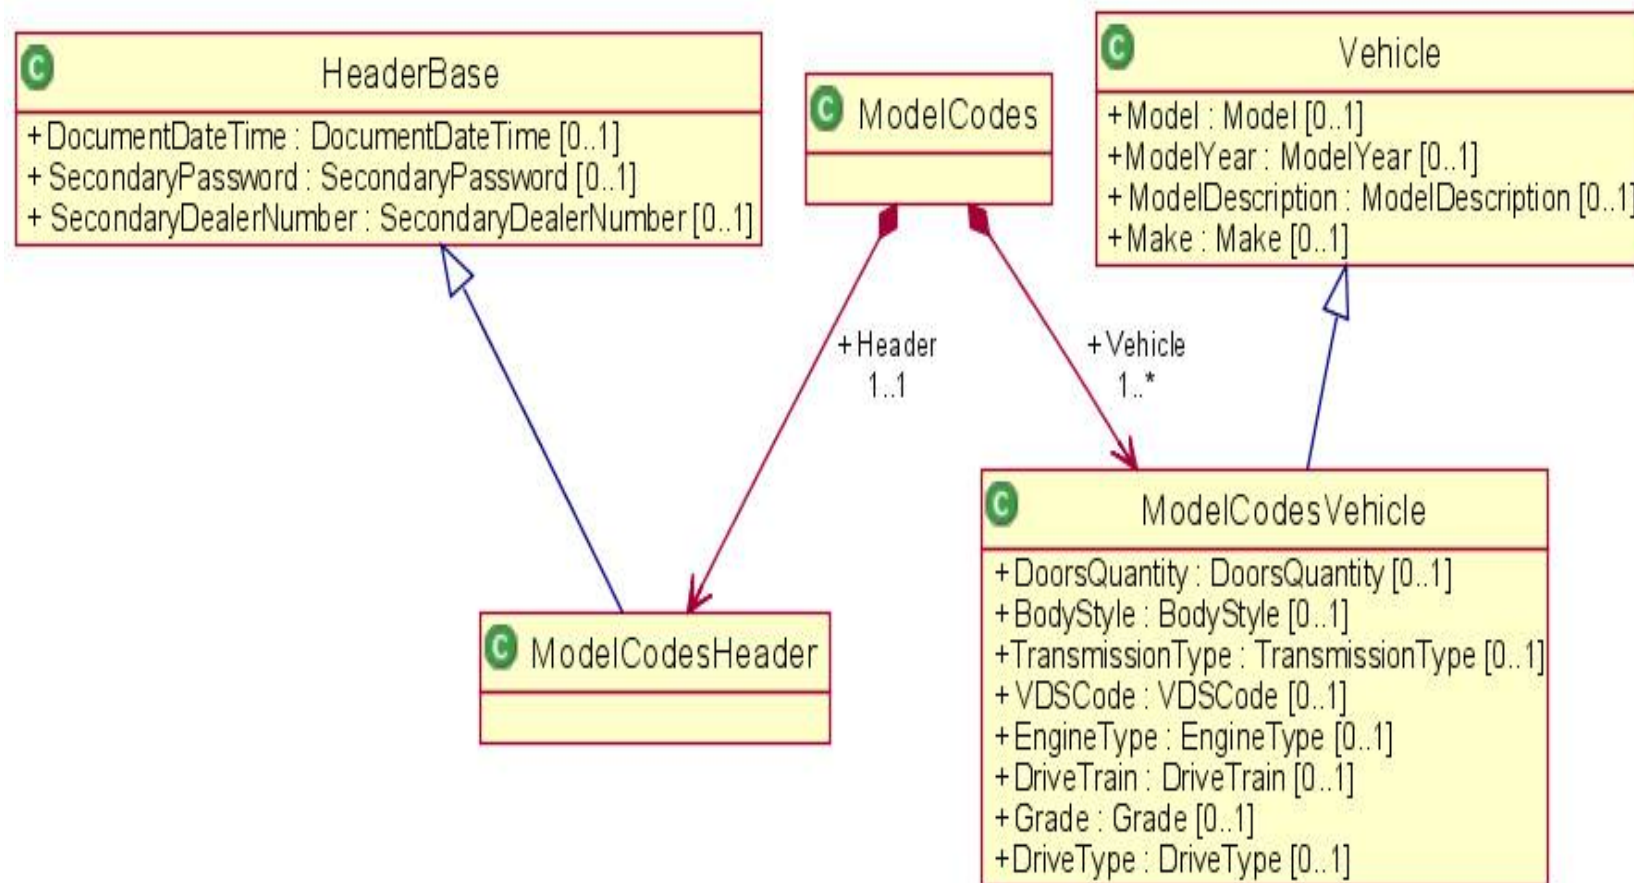 C HeaderBase
+ DocumentDateTime : DocumentDateTime [0..1]
+ SecondaryPassword : SecondaryPassword [0..1]
+ SecondaryDealerNumber : SecondaryDealerNumber [0..1]
C ModelCodes
C Vehicle
+ Model : Model [0..1]
+ ModelYear : ModelYear [0..1]
+ ModelDescription : ModelDescription [0..1]
+ Make : Make [0..1]
+ Header
1..1
+ Vehicle
1..*
C ModelCodesHeader
C ModelCodesVehicle
+ DoorsQuantity : DoorsQuantity [0..1]
+ BodyStyle : BodyStyle [0..1]
+ TransmissionType : TransmissionType [0..1]
+ VDSCode : VDSCode [0..1]
+ EngineType : EngineType [0..1]
+ DriveTrain : DriveTrain [0..1]
+ Grade : Grade [0..1]
+ DriveType : DriveType [0..1]